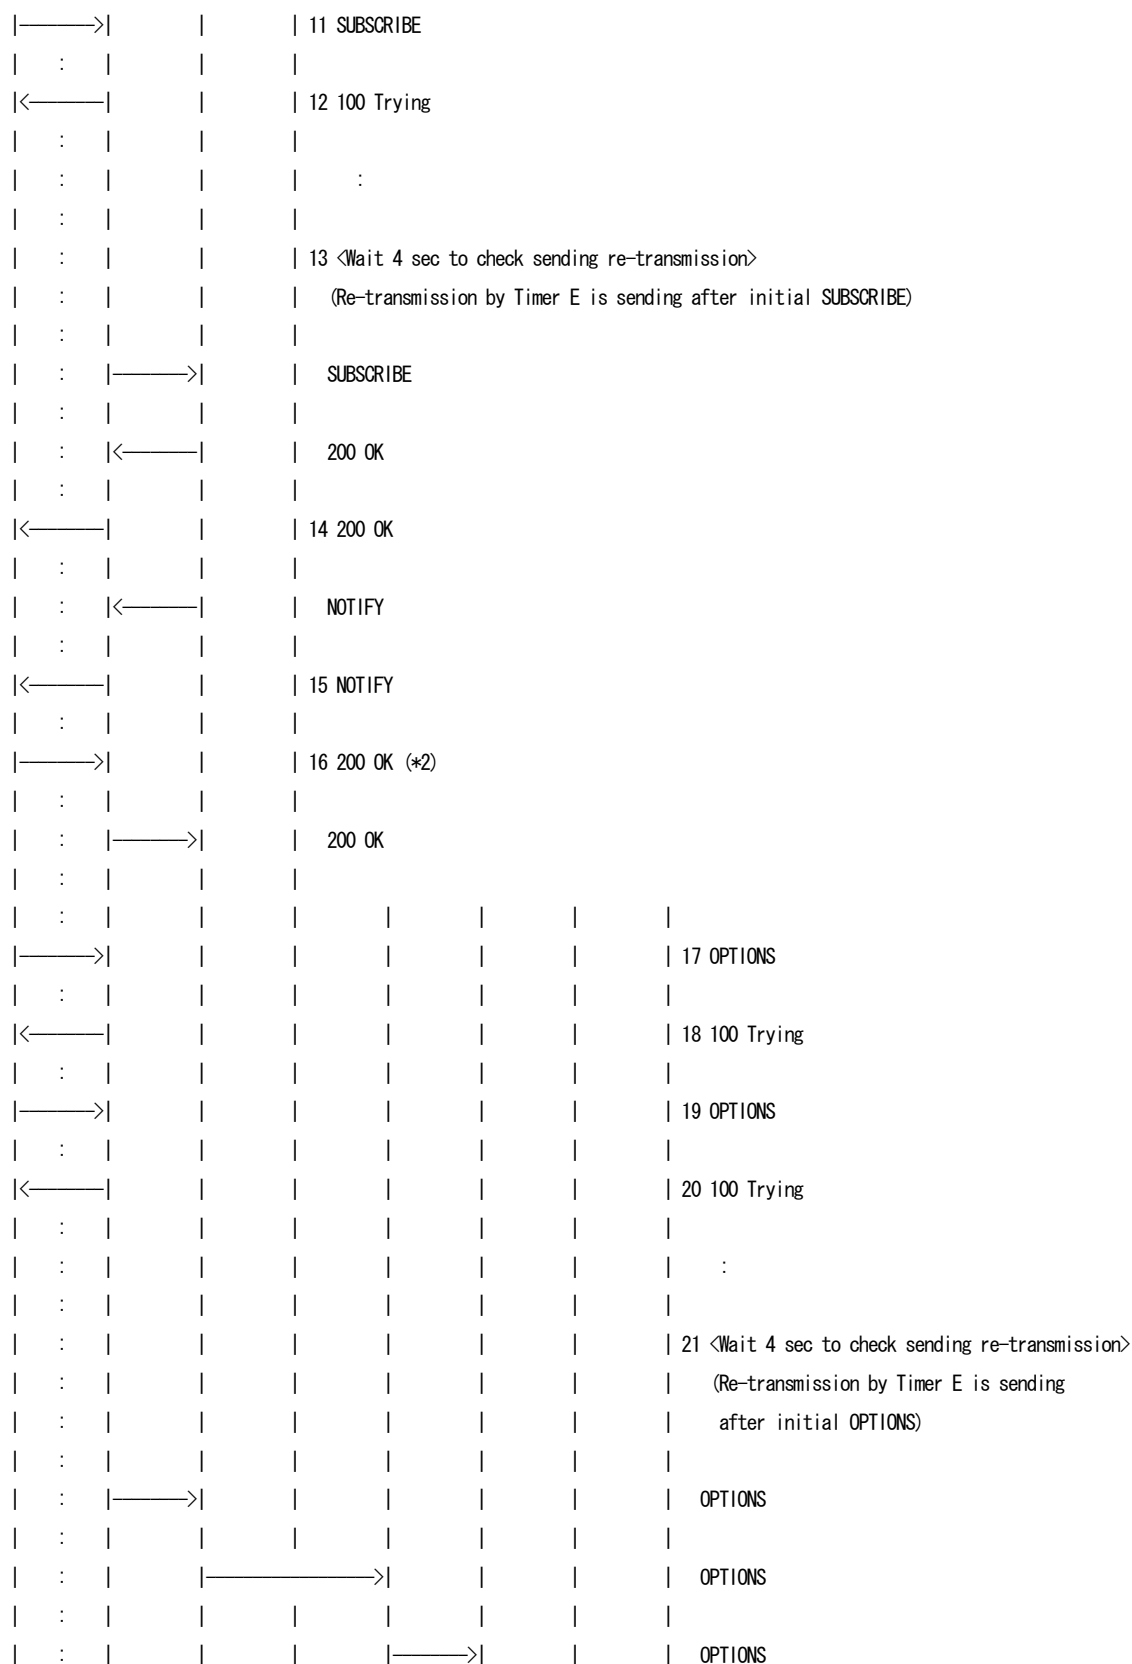 11 SUBSCRIBE
12 100 Trying
:
13 <Wait 4 sec to check sending re-transmission>
(Re-transmission by Timer E is sending after initial SUBSCRIBE)
SUBSCRIBE
200 OK
14 200 OK
NOTIFY
15 NOTIFY
16 200 OK (*2)
200 OK
17 OPTIONS
18 100 Trying
19 OPTIONS
20 100 Trying
:
21 <Wait 4 sec to check sending re-transmission>
(Re-transmission by Timer E is sending
after initial OPTIONS)
OPTIONS
OPTIONS
OPTIONS